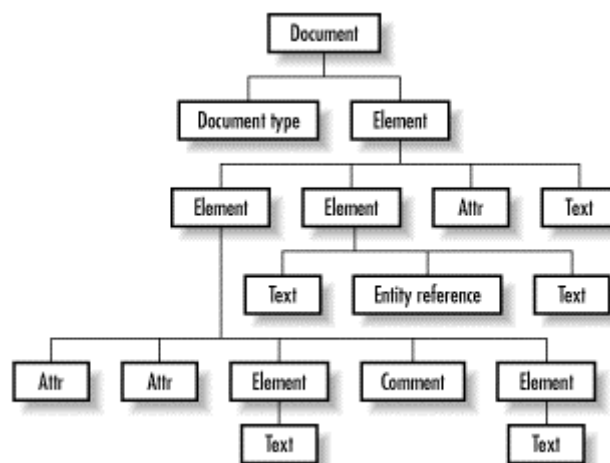 Document
Document type
Element
Element
Element
Attr
Text
Text
Entity reference
Text
Attr
Attr
Element
Comment
Element
Text
Text